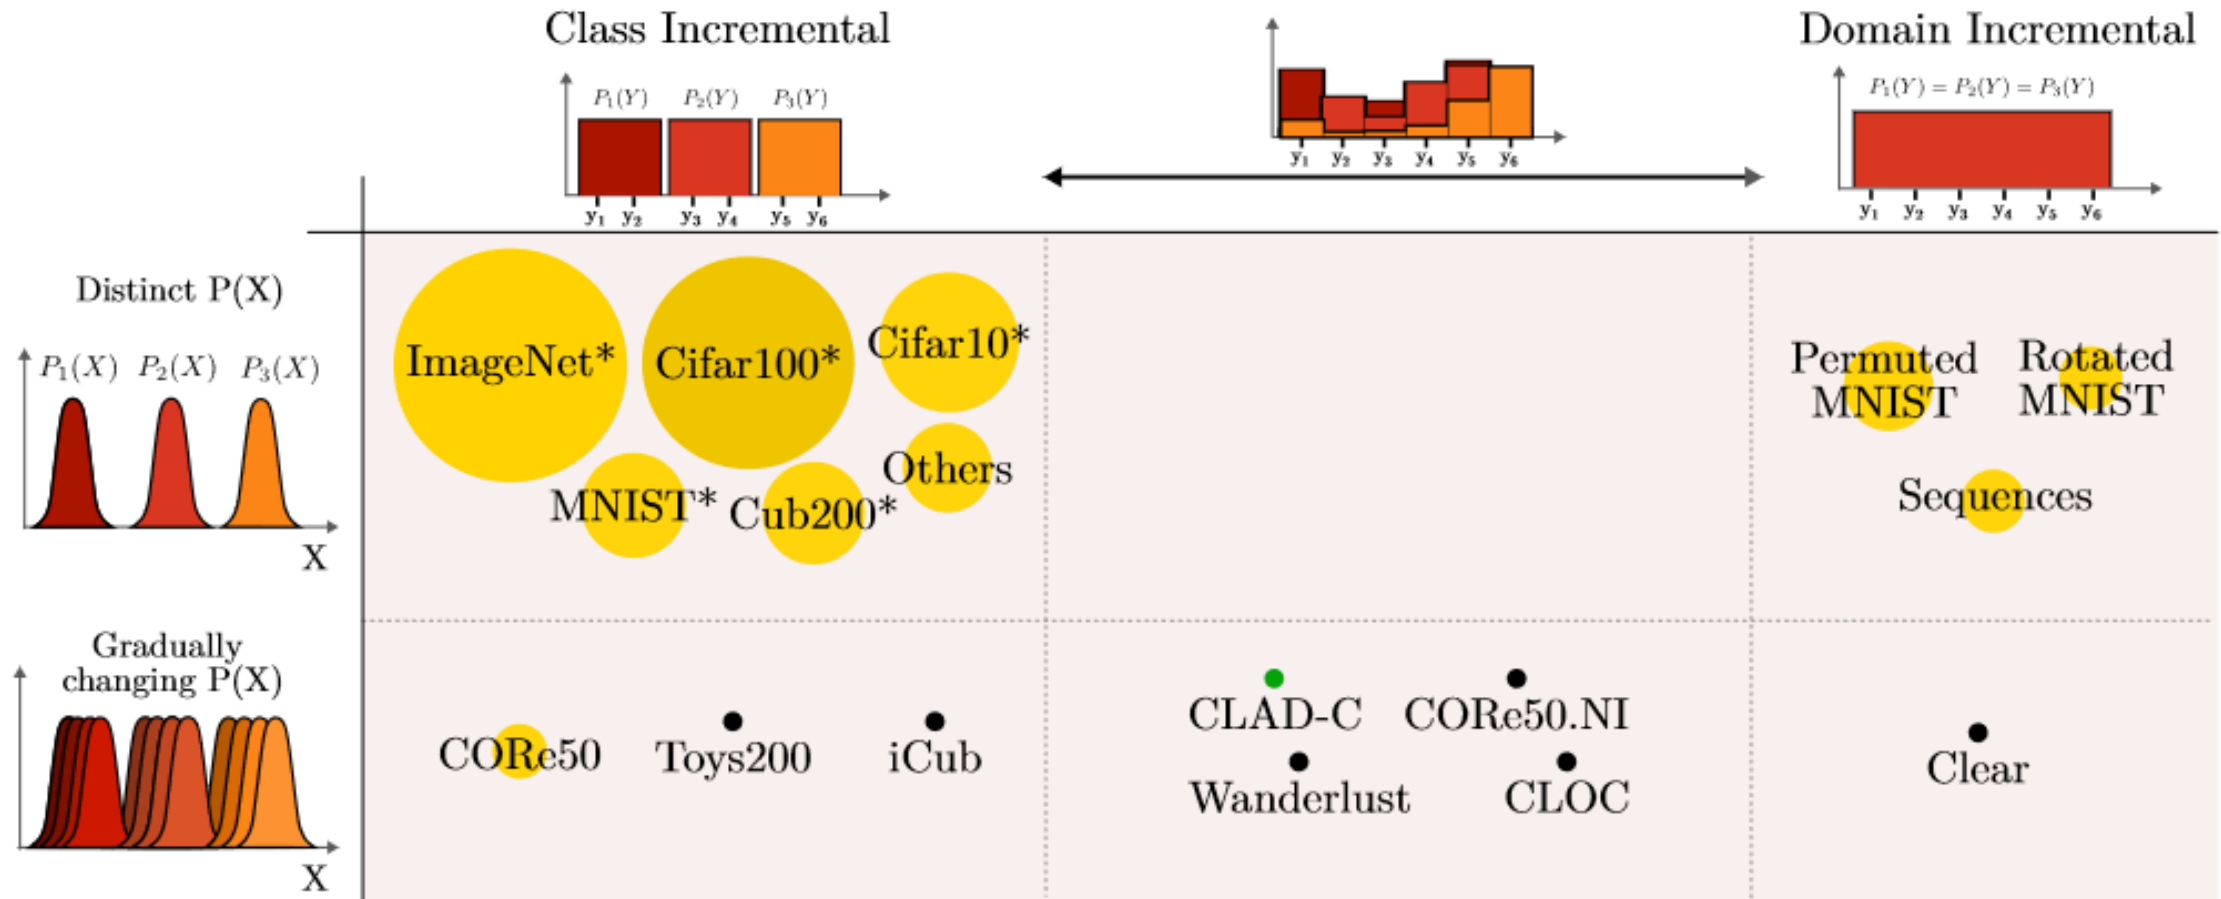 Class Incremental
P₁(Y) P₂(Y) P₃(Y)
y₁ y₂ y₃ y₄ y₅ y₆
y₁ y₂ y₃ y₄ y₅ y₆
Domain Incremental
P₁(Y) = P₂(Y) = P₃(Y)
y₁ y₂ y₃ y₄ y₅ y₆
Distinct P(X)
P₁(X) P₂(X) P₃(X)
X
ImageNet*
Cifar100*
Cifar10*
MNIST*
Cub200*
Others
Permuted
MNIST
Rotated
MNIST
Sequences
Gradually
changing P(X)
X
CORe50
Toys200
iCub
CLAD-C
CORe50.NI
Wanderlust
CLOC
Clear